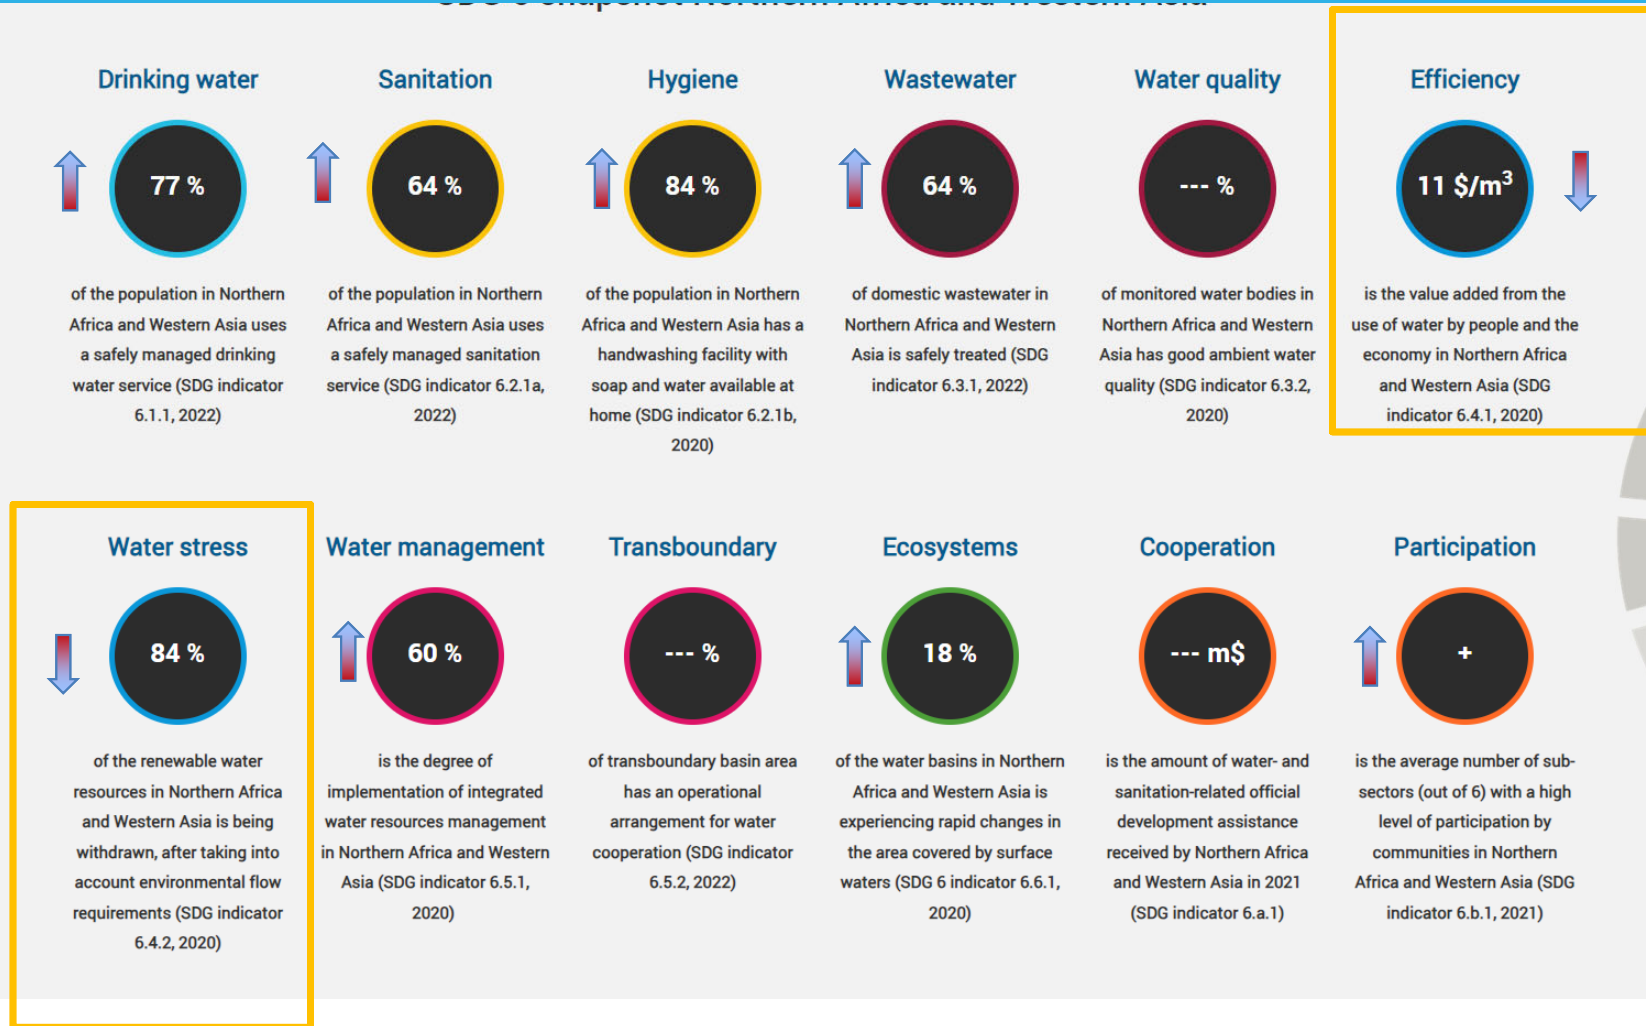 SDG 6 snapshot Northern Africa and Western Asia
Drinking water
77 %
of the population in Northern
Africa and Western Asia uses
a safely managed drinking
water service (SDG indicator
6.1.1, 2022)
Sanitation
64 %
of the population in Northern
Africa and Western Asia uses
a safely managed sanitation
service (SDG indicator 6.2.1a,
2022)
Hygiene
84 %
of the population in Northern
Africa and Western Asia has a
handwashing facility with
soap and water available at
home (SDG indicator 6.2.1b,
2020)
Wastewater
64 %
of domestic wastewater in
Northern Africa and Western
Asia is safely treated (SDG
indicator 6.3.1, 2022)
Water quality
--- %
of monitored water bodies in
Northern Africa and Western
Asia has good ambient water
quality (SDG indicator 6.3.2,
2020)
Efficiency
11 $/m³
is the value added from the
use of water by people and the
economy in Northern Africa
and Western Asia (SDG
indicator 6.4.1, 2020)
Water stress
84 %
of the renewable water
resources in Northern Africa
and Western Asia is being
withdrawn, after taking into
account environmental flow
requirements (SDG indicator
6.4.2, 2020)
Water management
60 %
is the degree of
implementation of integrated
water resources management
in Northern Africa and Western
Asia (SDG indicator 6.5.1,
2020)
Transboundary
--- %
of transboundary basin area
has an operational
arrangement for water
cooperation (SDG indicator
6.5.2, 2022)
Ecosystems
18 %
of the water basins in Northern
Africa and Western Asia is
experiencing rapid changes in
the area covered by surface
waters (SDG 6 indicator 6.6.1,
2020)
Cooperation
--- m$
is the amount of water- and
sanitation-related official
development assistance
received by Northern Africa
and Western Asia in 2021
(SDG indicator 6.a.1)
Participation
+
is the average number of sub-
sectors (out of 6) with a high
level of participation by
communities in Northern
Africa and Western Asia (SDG
indicator 6.b.1, 2021)